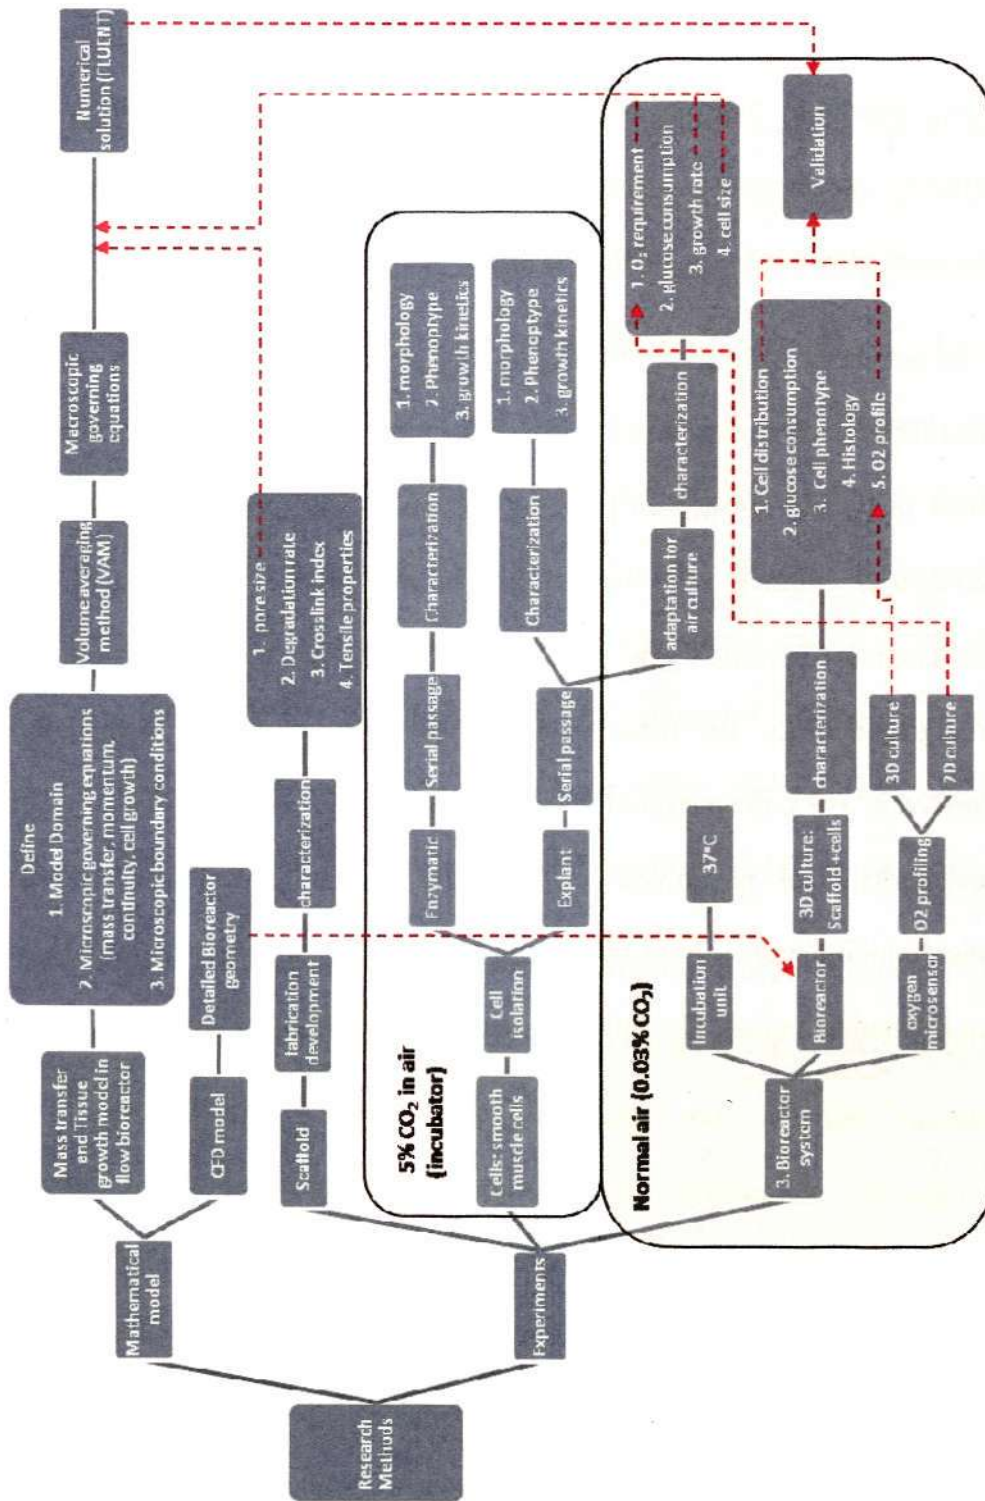 Research
Methods
Mathematical
model
Mass transfer
and Tissue
growth model in
flow bioreactor
Define
1. Model Domain
2. Microscopic governing equations
(mass transfer, momentum,
continuity, cell growth)
3. Microscopic boundary conditions
Volume averaging
method (VAM)
Macroscopic
governing
equations
Numerical
solution (FLUENT)
CFD model
Detailed Bioreactor
geometry
Experiments
Scaffold
fabrication
development
characterization
1. pore size
2. Degradation rate
3. Crosslink index
4. Tensile properties
5% CO₂ in air
(incubator)
Cells: smooth
muscle cells
Cell
isolation
Enzymatic
Serial passage
Characterization
1. morphology
2. Phenoptype
3. growth kinetics
Explant
Serial passage
Characterization
1. morphology
2. Phenoptype
3. growth kinetics
adaptation for
air culture
characterization
1. O₂ requirement
2. glucose consumption
3. growth rate
4. cell size
Normal air (0.03% CO₂)
3. Bioreactor
system
Incubation
unit
37°C
Bioreactor
3D culture:
Scaffold +cells
characterization
1. Cell distribution
2. glucose consumption
3. Cell phenotype
4. Histology
5. O2 profile
Validation
oxygen
microsensor
O2 profiling
3D culture
2D culture